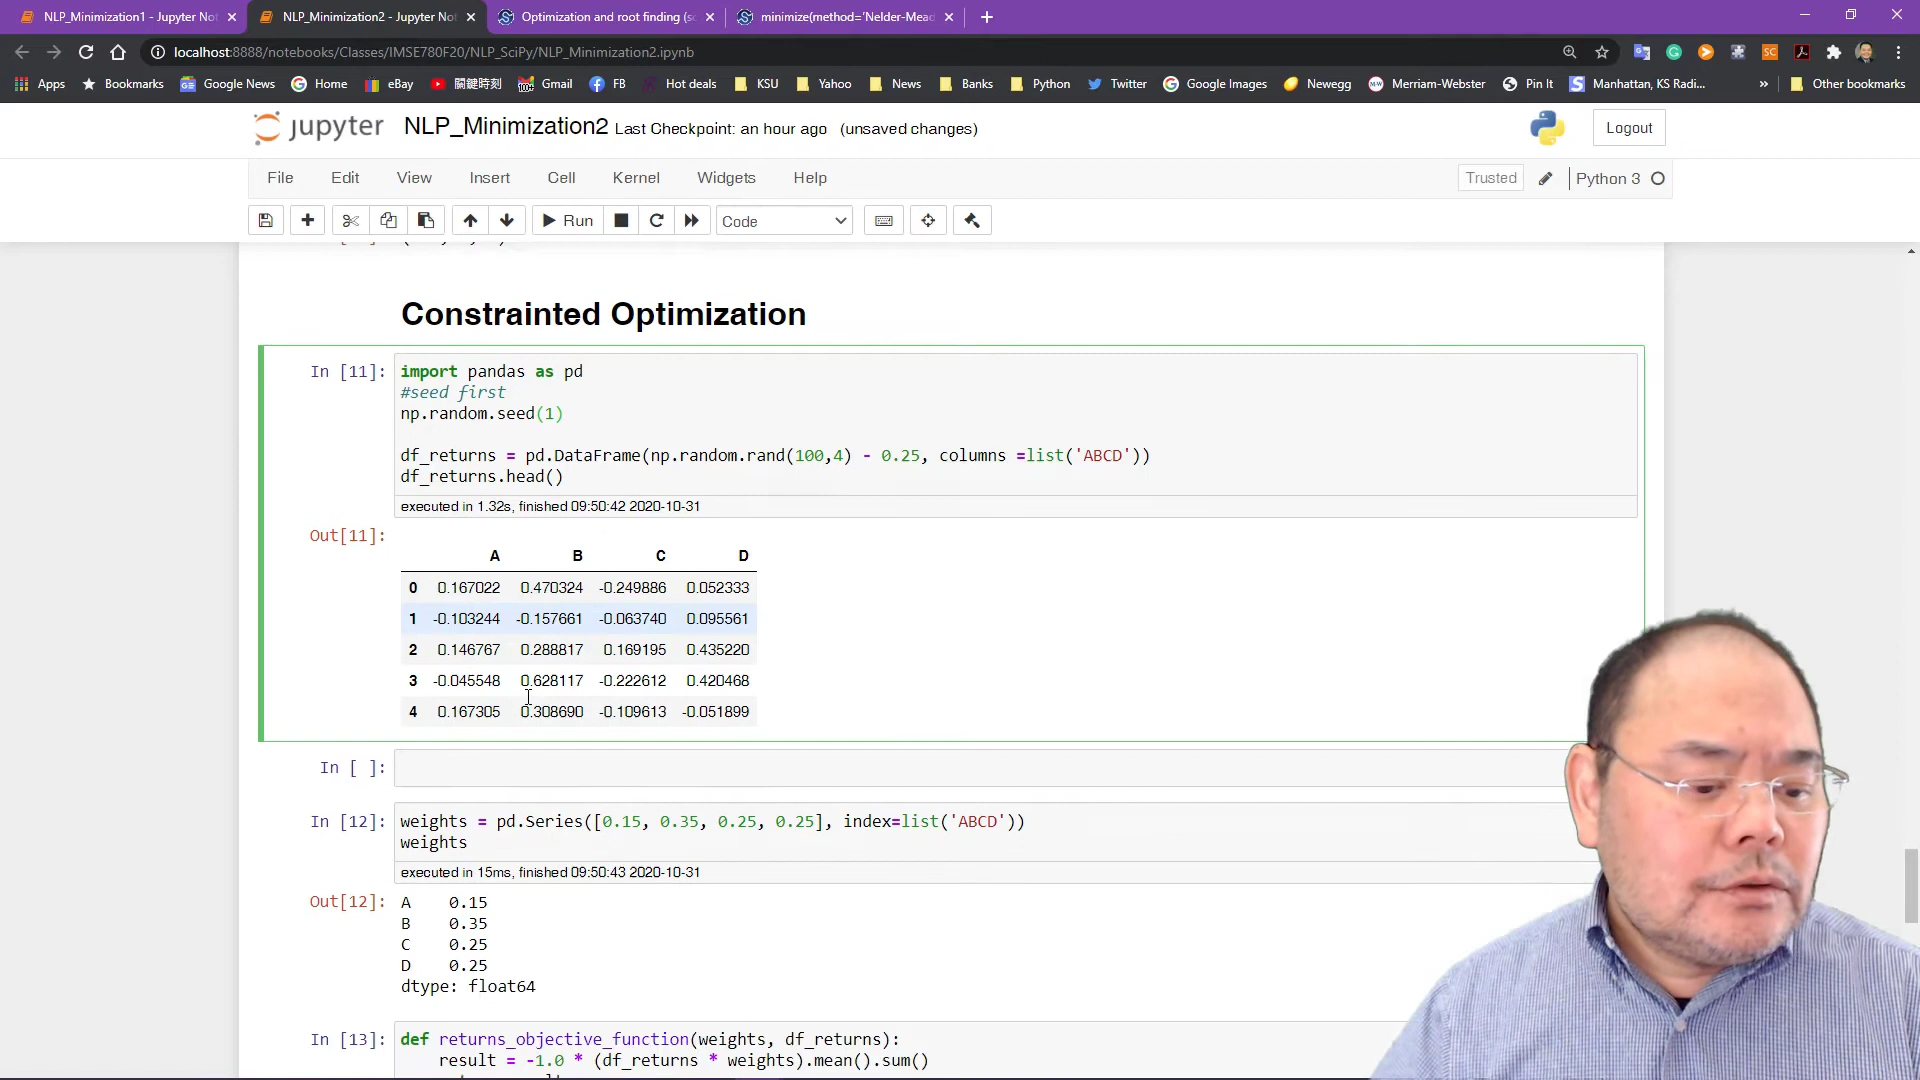 NLP_Minimization1 - Jupyter Not
NLP_Minimization2 - Jupyter Not
Optimization and root finding (sc
minimize(method='Nelder-Mead
localhost:8888/notebooks/Classes/IMSE780F20/NLP_SciPy/NLP_Minimization2.ipynb
Apps
Bookmarks
Google News
Home
eBay
關鍵時刻
Gmail
FB
Hot deals
KSU
Yahoo
News
Banks
Python
Twitter
Google Images
Newegg
Merriam-Webster
Pin It
Manhattan, KS Radi...
»
Other bookmarks
jupyter NLP_Minimization2 Last Checkpoint: an hour ago (unsaved changes)
Logout
File Edit View Insert Cell Kernel Widgets Help
Trusted
Python 3
Run
Code
Constrainted Optimization
In [11]: import pandas as pd
#seed first
np.random.seed(1)
df_returns = pd.DataFrame(np.random.rand(100,4) - 0.25, columns =list('ABCD'))
df_returns.head()
executed in 1.32s, finished 09:50:42 2020-10-31
Out[11]:
A B C D
0 0.167022 0.470324 -0.249886 0.052333
1 -0.103244 -0.157661 -0.063740 0.095561
2 0.146767 0.288817 0.169195 0.435220
3 -0.045548 0.628117 -0.222612 0.420468
4 0.167305 0.308690 -0.109613 -0.051899
In [ ]:
In [12]: weights = pd.Series([0.15, 0.35, 0.25, 0.25], index=list('ABCD'))
weights
executed in 15ms, finished 09:50:43 2020-10-31
Out[12]: A 0.15
B 0.35
C 0.25
D 0.25
dtype: float64
In [13]: def returns_objective_function(weights, df_returns):
result = -1.0 * (df_returns * weights).mean().sum()